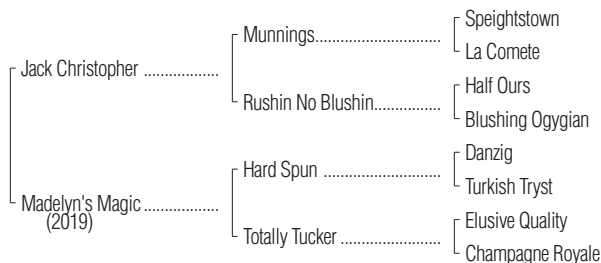 Speightstown
Munnings
La Comete
Jack Christopher
Half Ours
Rushin No Blushin
Blushing Ogygian
Danzig
Hard Spun
Turkish Tryst
Madelyn's Magic
(2019)
Elusive Quality
Totally Tucker
Champagne Royale